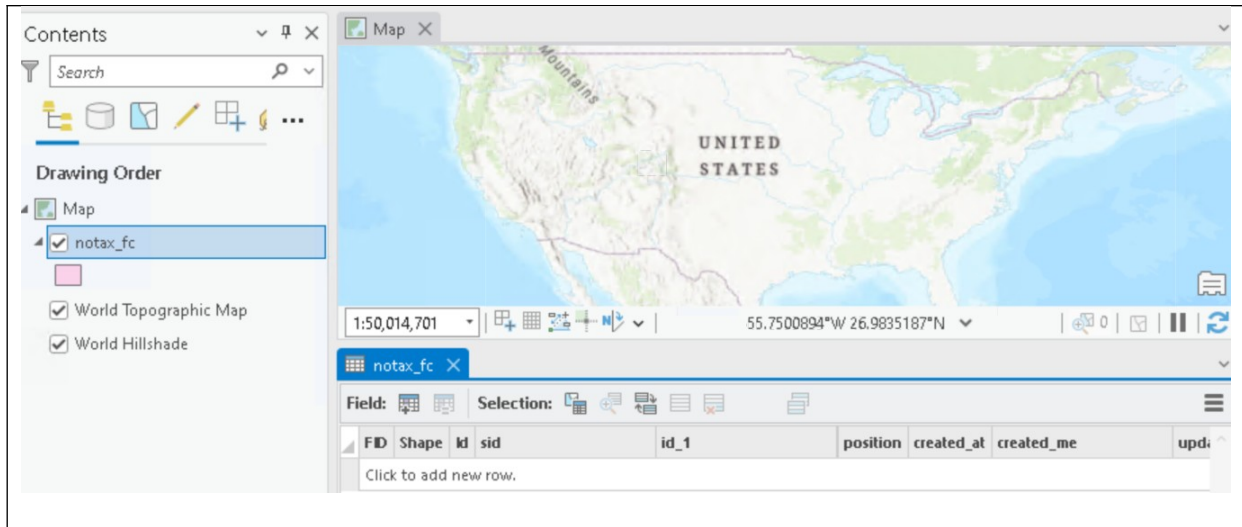 Contents
Search
Drawing Order
Map
notax_fc
World Topographic Map
World Hillshade
Map
Mountains
UNITED
STATES
1:50,014,701
N
55.7500894°W 26.9835187°N
0
notax_fc
Field: Selection:
FID Shape Id sid id_1 position created_at created_me upda
Click to add new row.